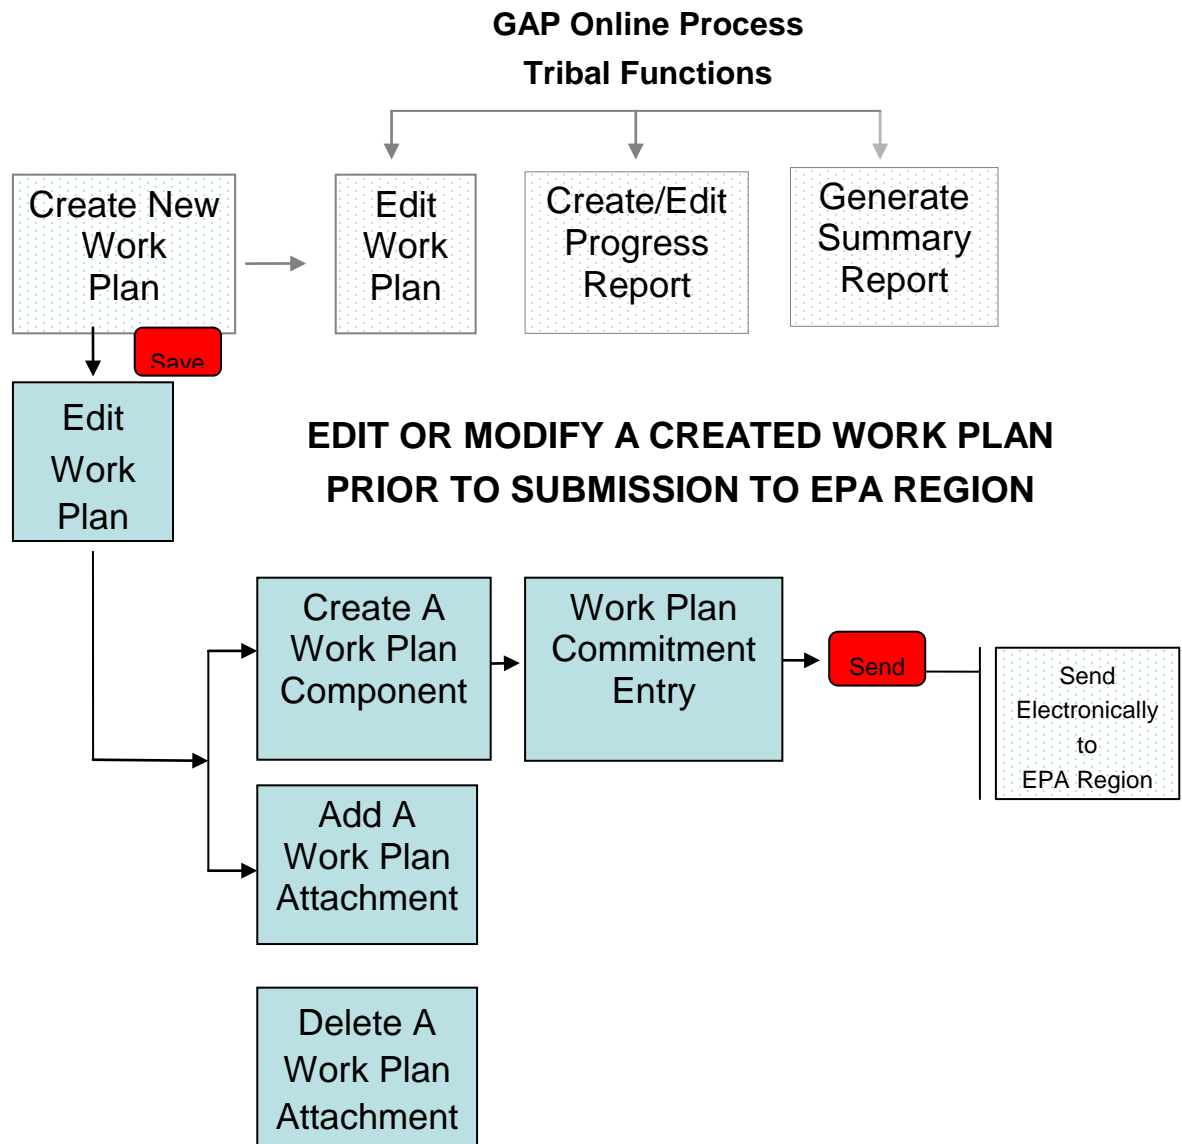 GAP Online Process
Tribal Functions
Create New
Work
Plan
Edit
Work
Plan
Create/Edit
Progress
Report
Generate
Summary
Report
Save
Edit
Work
Plan
EDIT OR MODIFY A CREATED WORK PLAN
PRIOR TO SUBMISSION TO EPA REGION
Create A
Work Plan
Component
Work Plan
Commitment
Entry
Send
Send
Electronically
to
EPA Region
Add A
Work Plan
Attachment
Delete A
Work Plan
Attachment